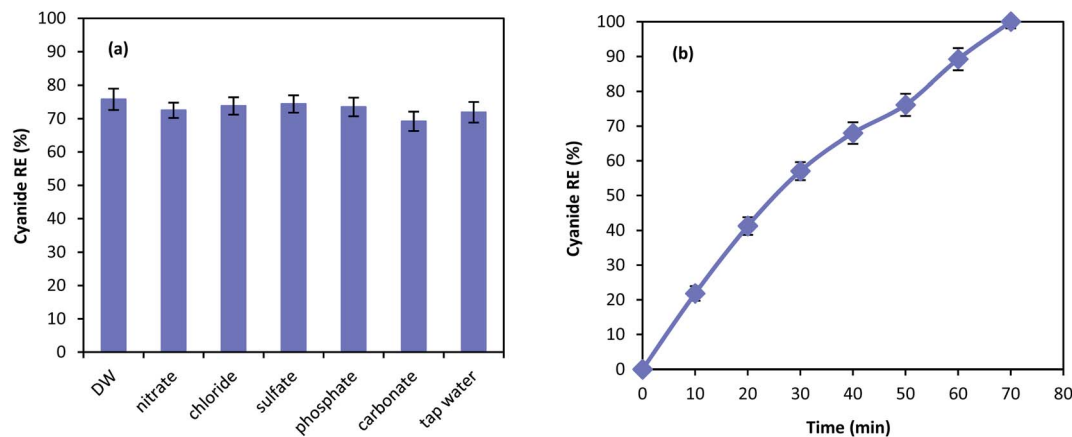 (a)
Cyanide RE (%)
100
90
80
70
60
50
40
30
20
10
0
DW
nitrate
chloride
sulfate
phosphate
carbonate
tap water
(b)
Cyanide RE (%)
100
90
80
70
60
50
40
30
20
10
0
0 10 20 30 40 50 60 70 80
Time (min)